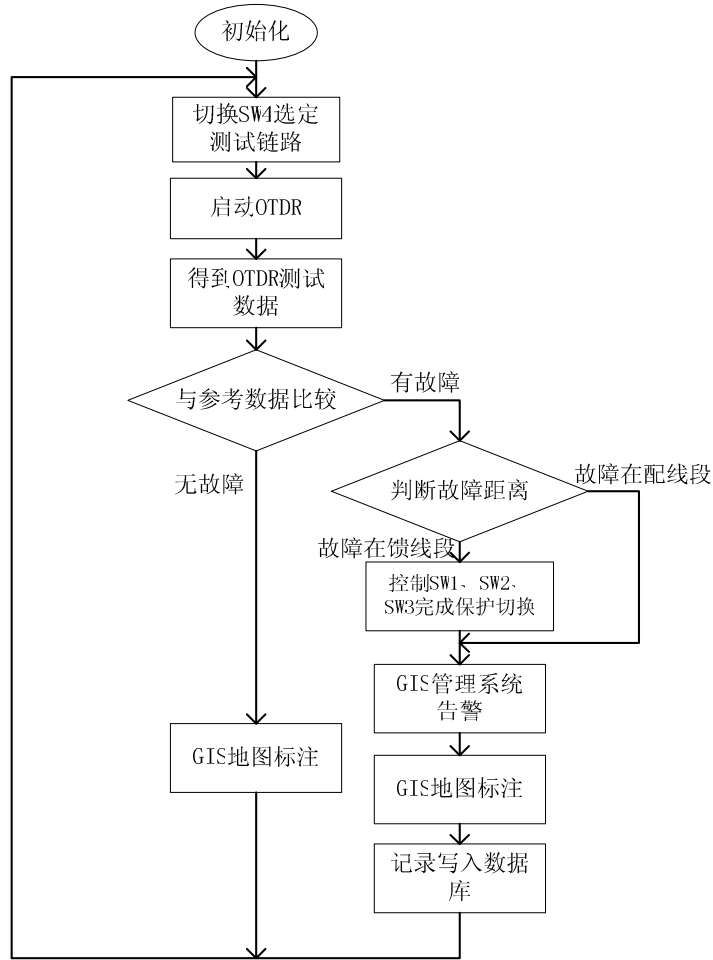 初始化
切换SW4选定
测试链路
启动OTDR
得到OTDR测试
数据
与参考数据比较
有故障
无故障
判断故障距离
故障在配线段
故障在馈线段
控制SW1、SW2、
SW3完成保护切换
GIS管理系统
告警
GIS地图标注
GIS地图标注
记录写入数据
库